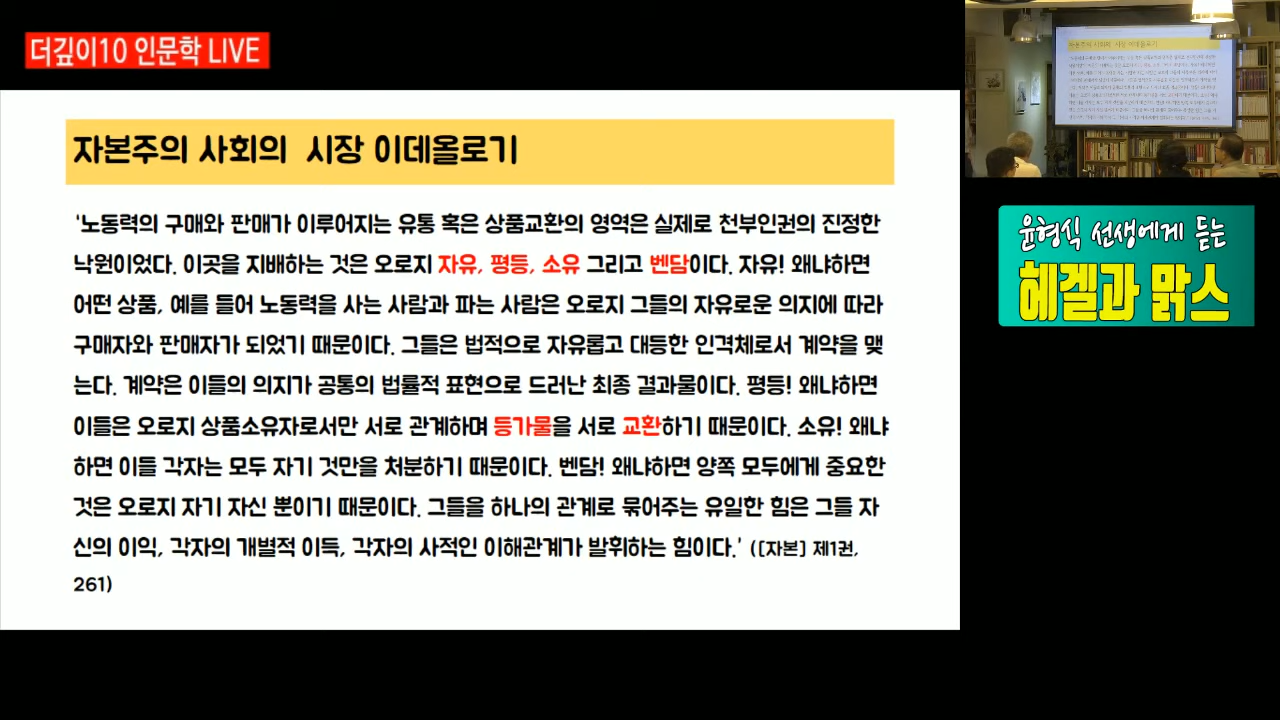 더깊이10 인문학 LIVE
자본주의 사회의 시장 이데올로기
'노동력의 구매와 판매가 이루어지는 유통 혹은 상품교환의 영역은 실제로 천부인권의 진정한
낙원이었다. 이곳을 지배하는 것은 오로지 자유, 평등, 소유 그리고 벤담이다. 자유! 왜냐하면
어떤 상품, 예를 들어 노동력을 사는 사람과 파는 사람은 오로지 그들의 자유로운 의지에 따라
구매자와 판매자가 되었기 때문이다. 그들은 법적으로 자유롭고 대등한 인격체로서 계약을 맺
는다. 계약은 이들의 의지가 공통의 법률적 표현으로 드러난 최종 결과물이다. 평등! 왜냐하면
이들은 오로지 상품소유자로서만 서로 관계하며 등가물을 서로 교환하기 때문이다. 소유! 왜냐
하면 이들 각자는 모두 자기 것만을 처분하기 때문이다. 벤담! 왜냐하면 양쪽 모두에게 중요한
것은 오로지 자기 자신 뿐이기 때문이다. 그들을 하나의 관계로 묶어주는 유일한 힘은 그들 자
신의 이익, 각자의 개별적 이득, 각자의 사적인 이해관계가 발휘하는 힘이다.' ([자본] 제1권,
261)
자본주의 사회의 시장 이데올로기
윤형식 선생에게 듣는
헤겔과 맑스